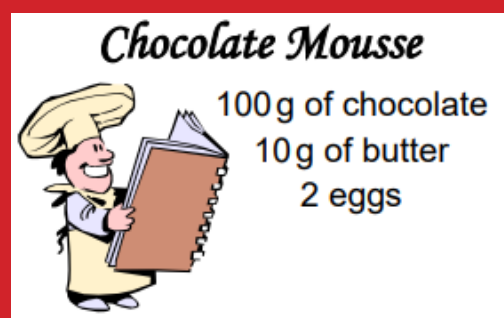 Chocolate Mousse
100 g of chocolate
10 g of butter
2 eggs